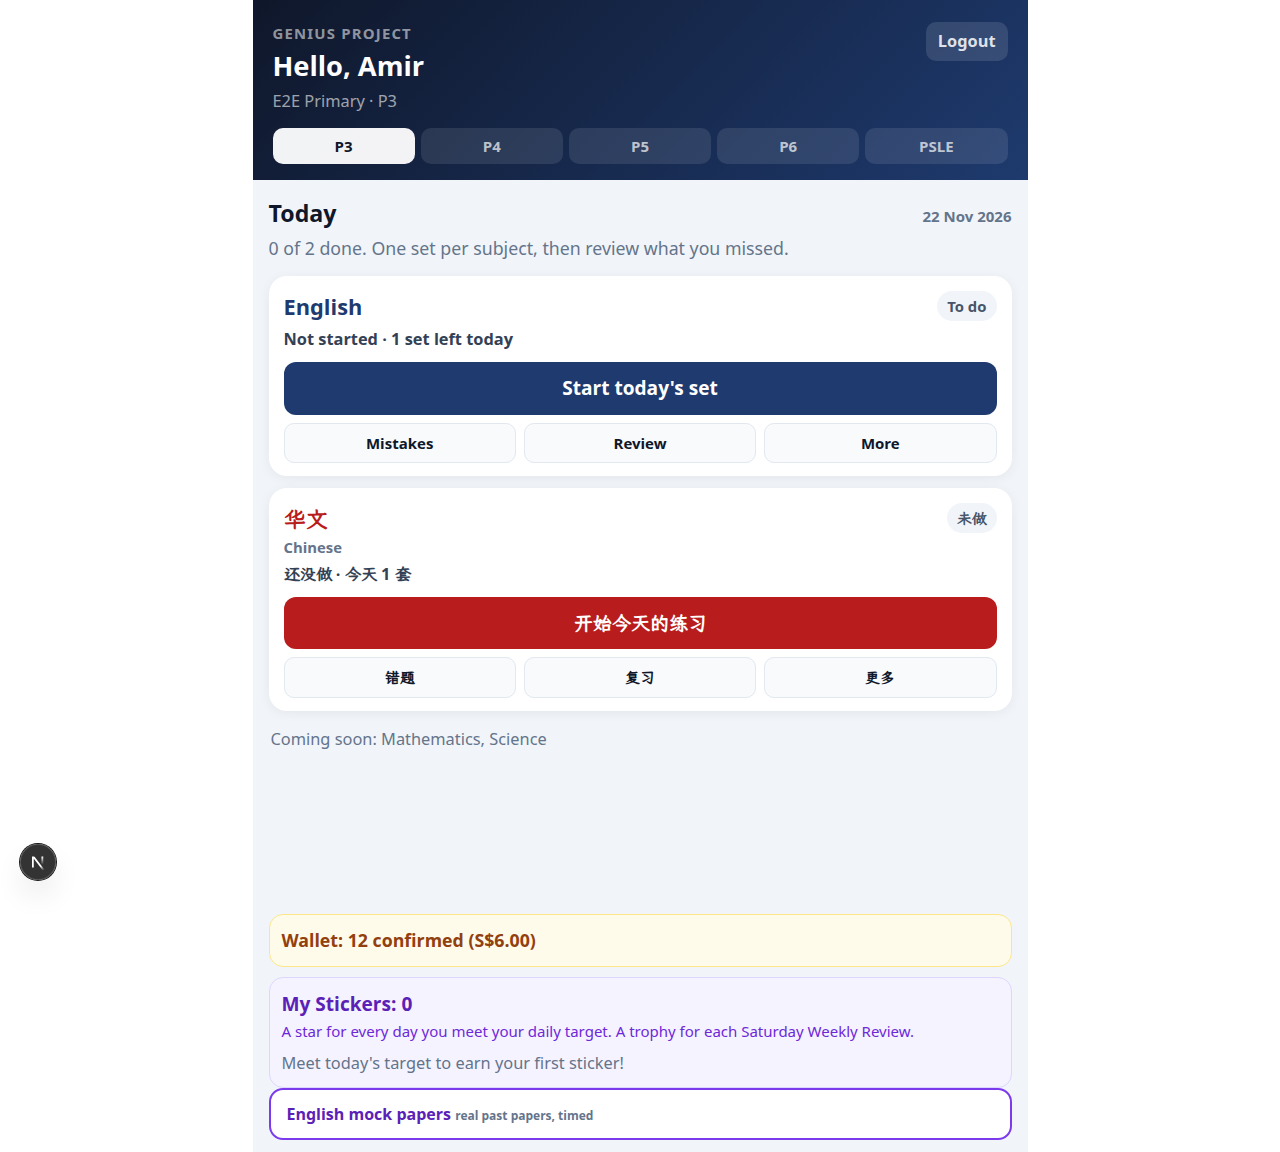 GENIUS PROJECT
Logout
Hello, Amir
E2E Primary · P3
P3 P4 P5 P6 PSLE
Today
22 Nov 2026
0 of 2 done. One set per subject, then review what you missed.
English
To do
Not started · 1 set left today
Start today's set
Mistakes Review More
华文
未做
Chinese
还没做 · 今天 1 套
开始今天的练习
错题 复习 更多
Coming soon: Mathematics, Science
N
Wallet: 12 confirmed (S$6.00)
My Stickers: 0
A star for every day you meet your daily target. A trophy for each Saturday Weekly Review.
Meet today's target to earn your first sticker!
English mock papers real past papers, timed